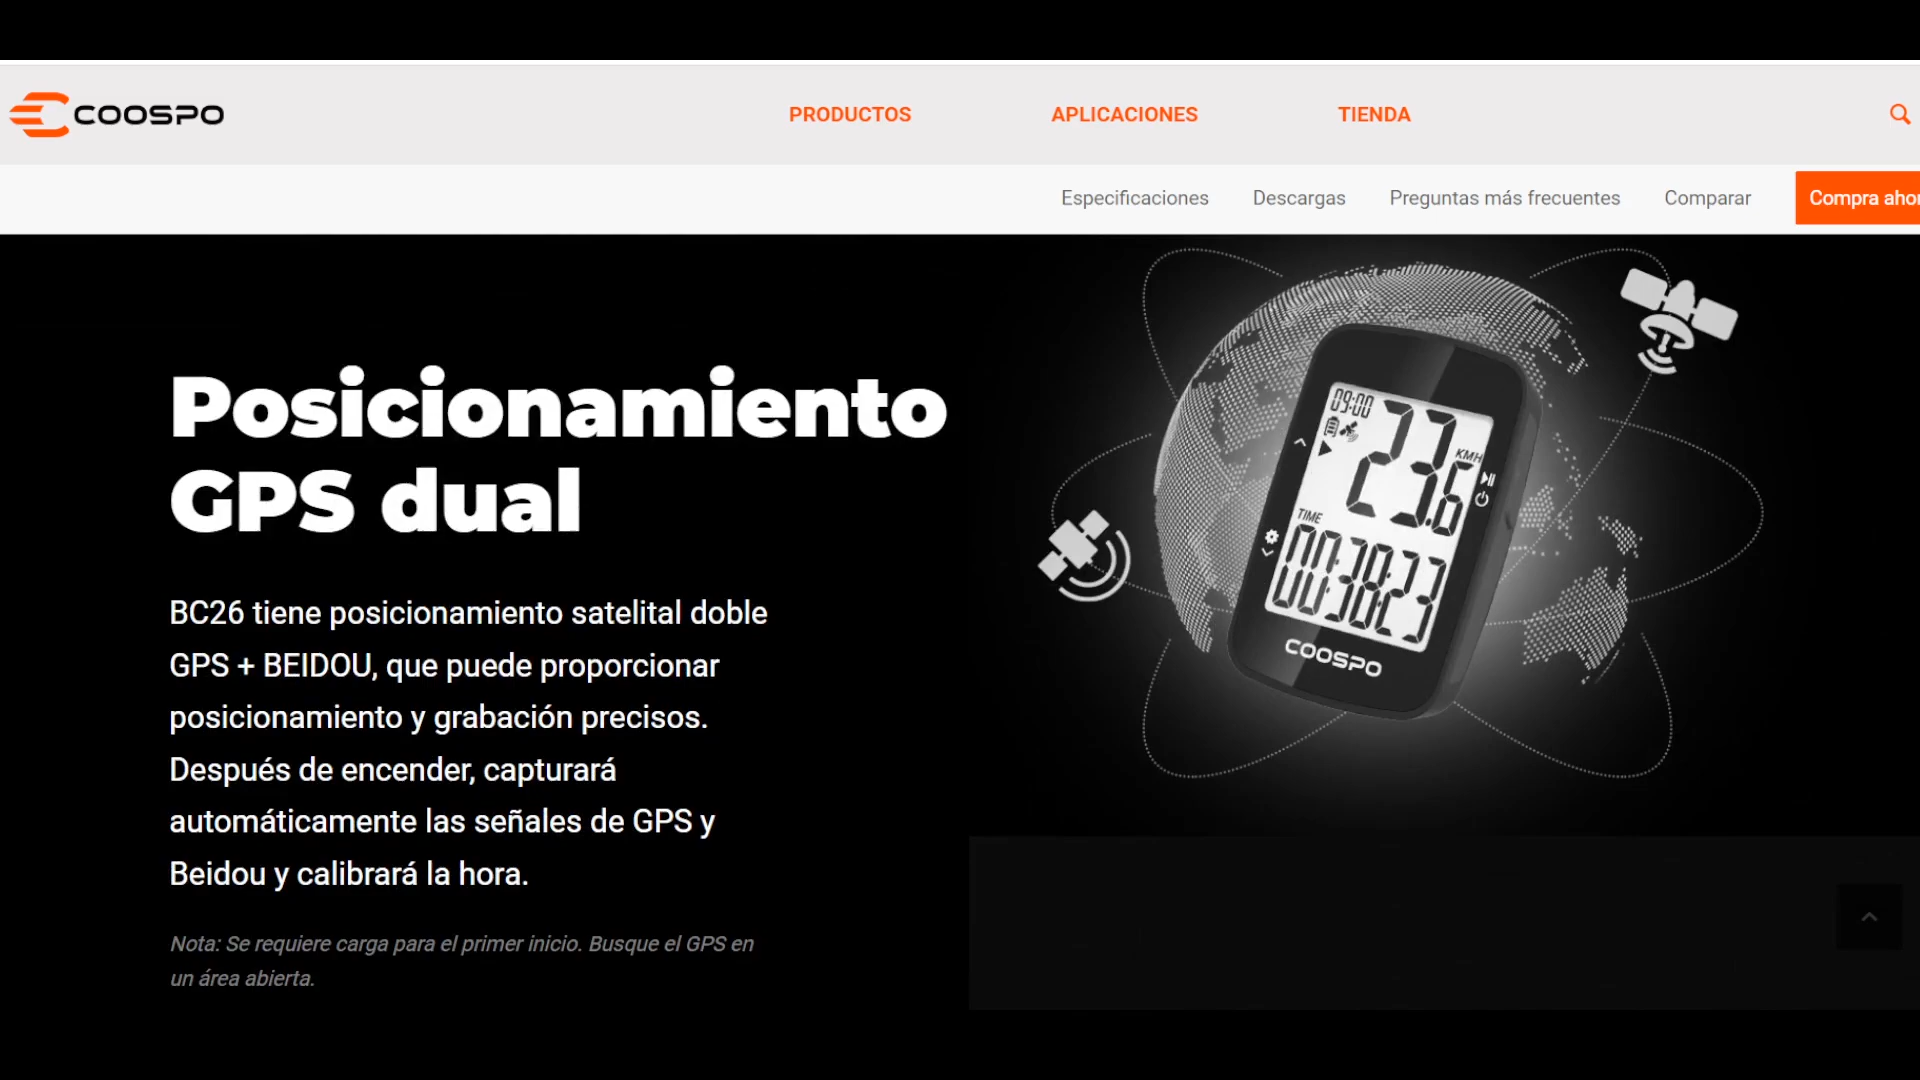 COOSPO
PRODUCTOS
APLICACIONES
TIENDA
Especificaciones
Descargas
Preguntas más frecuentes
Comparar
Compra ahor
Posicionamiento
GPS dual
BC26 tiene posicionamiento satelital doble
GPS + BEIDOU, que puede proporcionar
posicionamiento y grabación precisos.
Después de encender, capturará
automáticamente las señales de GPS y
Beidou y calibrará la hora.
Nota: Se requiere carga para el primer inicio. Busque el GPS en
un área abierta.
09:00
23.6
KMH
TIME
00:38:23
COOSPO